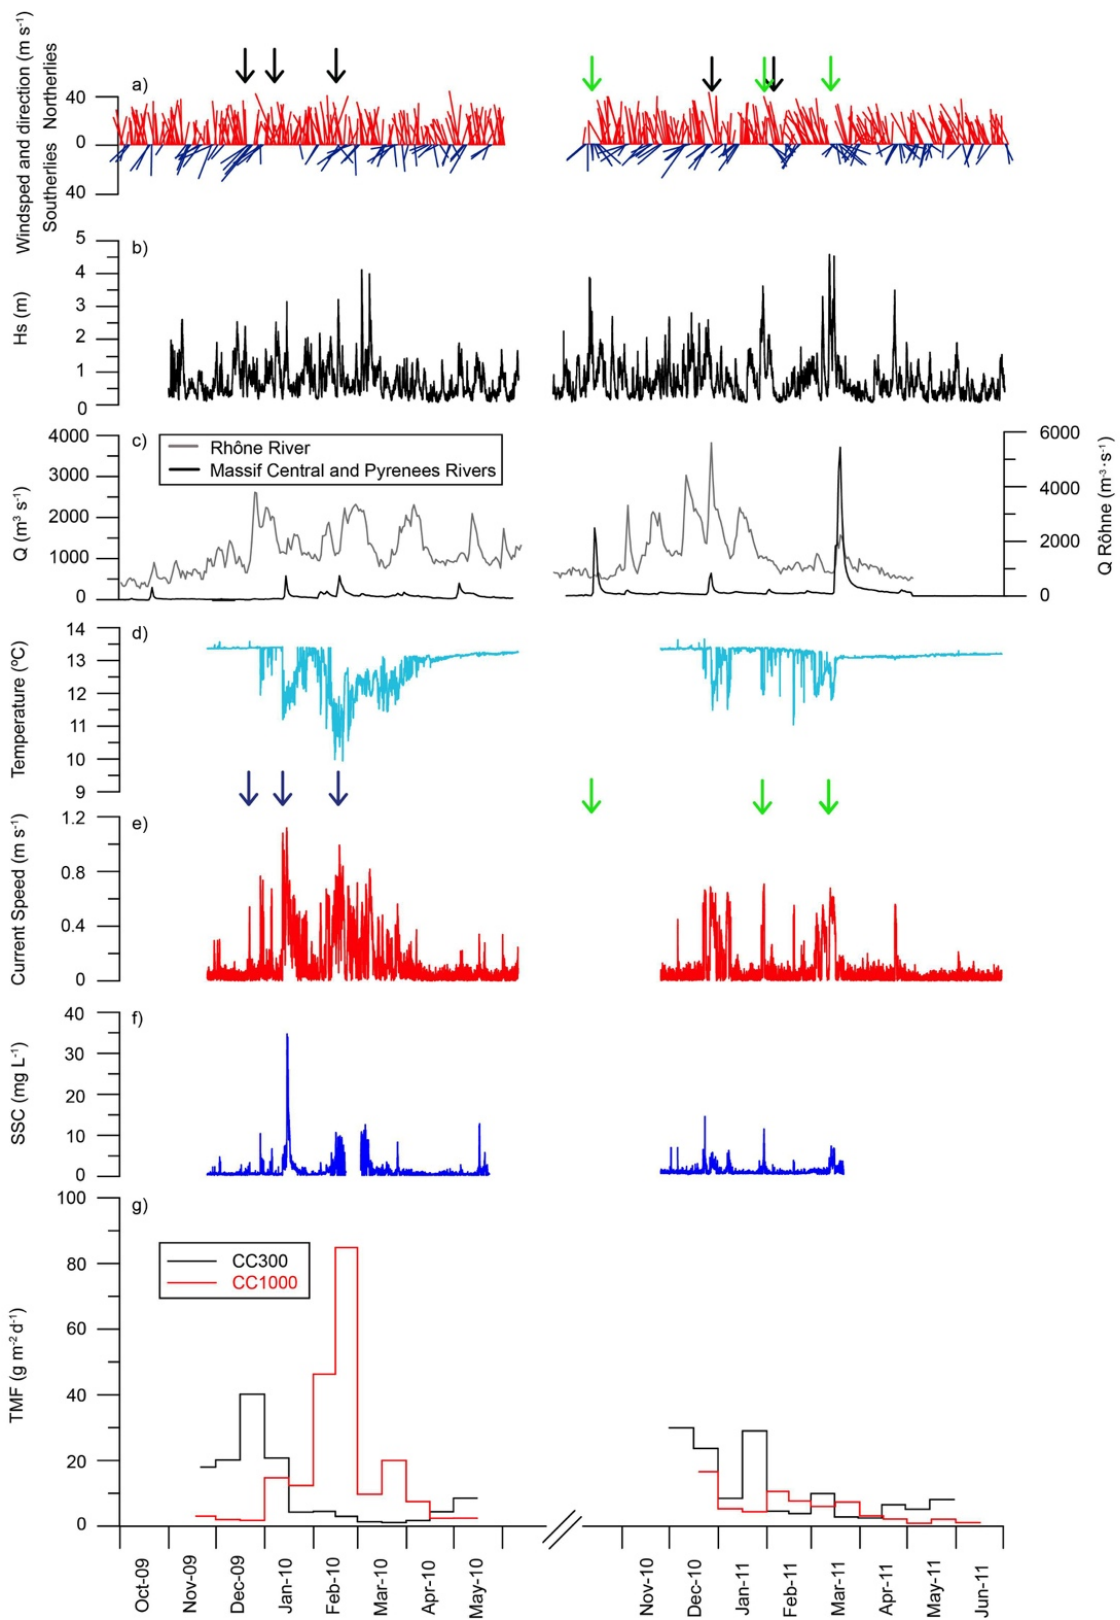 Windsped and direction (m s-1)
Southerlies Northerlies
a)
40
0
40
b)
Hs (m)
5
4
3
2
1
0
c)
Rhône River
Massif Central and Pyrenees Rivers
Q (m3 s-1)
4000
3000
2000
1000
0
6000
4000
2000
0
Q Rôhne (m-3·s-1)
d)
Temperature (ºC)
14
13
12
11
10
9
e)
Current Speed (m s-1)
1.2
0.8
0.4
0
f)
SSC (mg L-1)
40
30
20
10
0
g)
CC300
CC1000
TMF (g m-2 d-1)
100
80
60
40
20
0
Oct-09 Nov-09 Dec-09 Jan-10 Feb-10 Mar-10 Apr-10 May-10 Nov-10 Dec-10 Jan-11 Feb-11 Mar-11 Apr-11 May-11 Jun-11